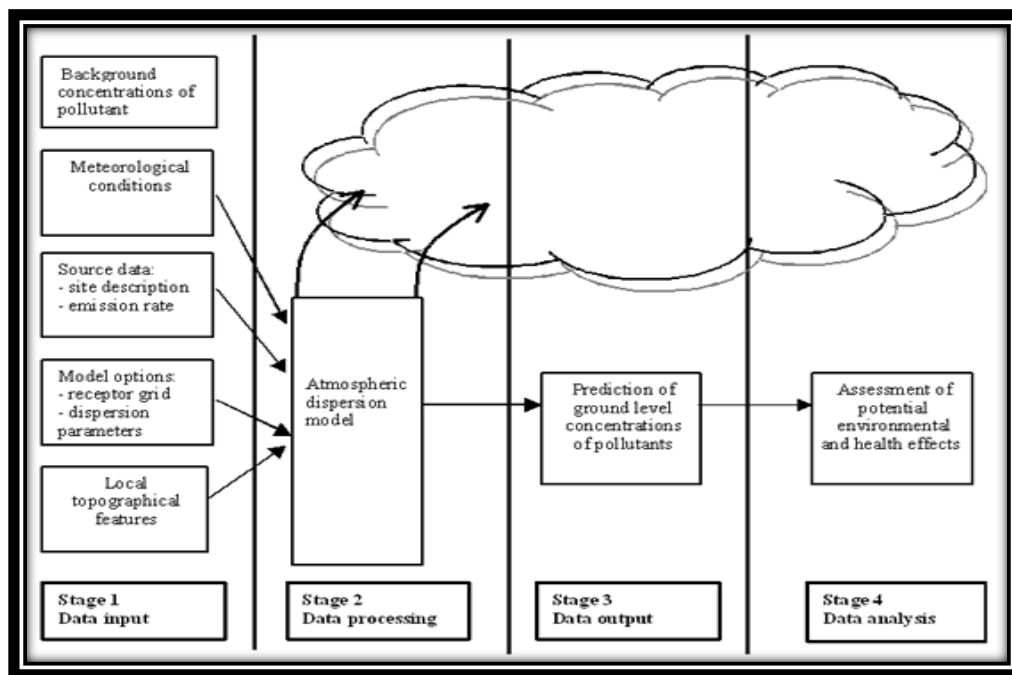 Background
concentrations of
pollutant
Meteorological
conditions
Source data:
- site description
- emission rate
Model options:
- receptor grid
- dispersion
parameters
Local
topographical
features
Atmospheric
dispersion
model
Prediction of
ground level
concentrations
of pollutants
Assessment of
potential
environmental
and health effects
Stage 1
Data input
Stage 2
Data processing
Stage 3
Data output
Stage 4
Data analysis